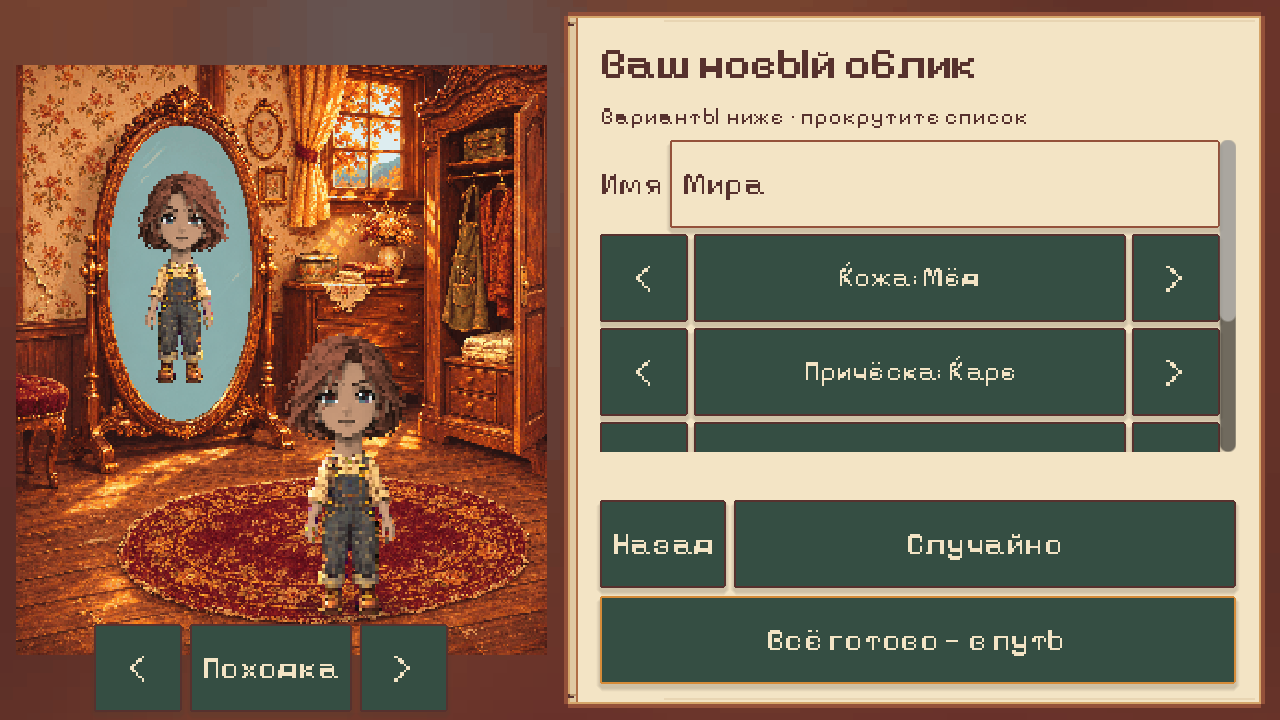 Ваш новый облик
Варианты ниже · прокрутите список
Имя Мира
< Кожа: Мёд >
< Причёска: Каре >
Назад Случайно
Всё готово – в путь
< Походка >